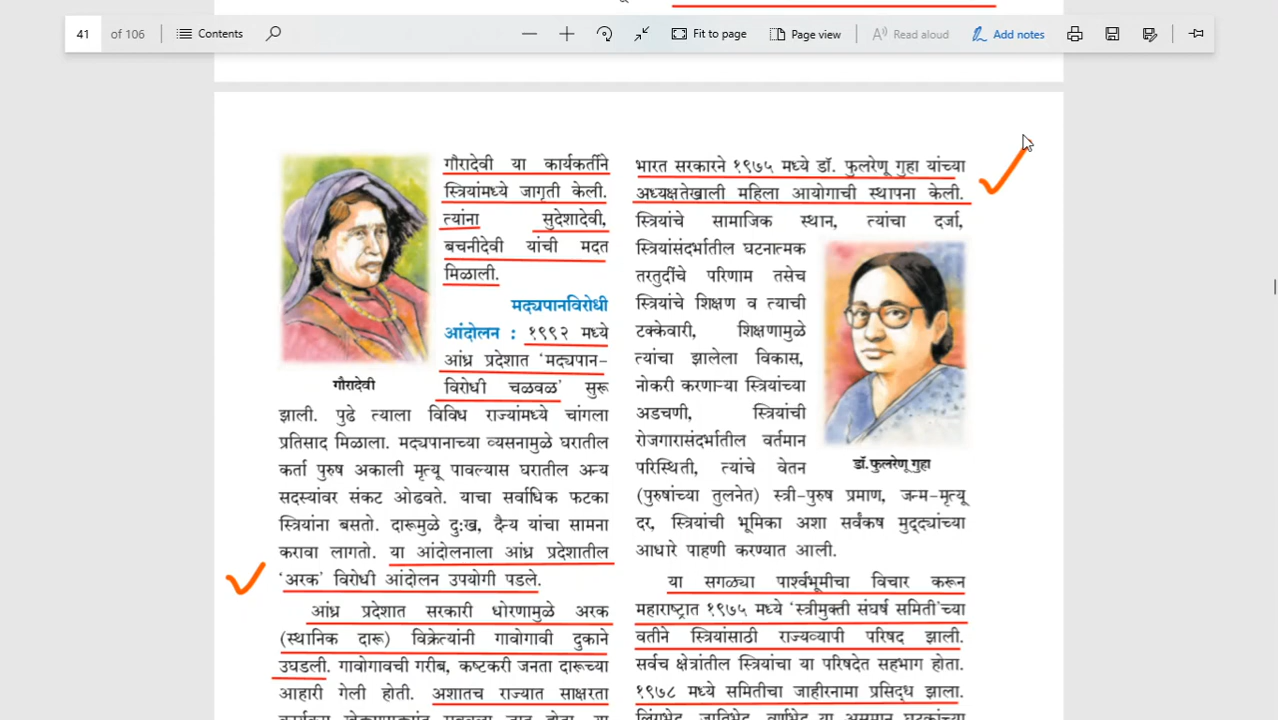 41 of 106 Contents Fit to page Page view Read aloud Add notes
गौरादेवी या कार्यकर्तीने
स्त्रियांमध्ये जागृती केली.
त्यांना सुदेशादेवी,
बचनीदेवी यांची मदत
मिळाली.
मद्यपानविरोधी
आंदोलन : १९९२ मध्ये
आंध्र प्रदेशात ‘मद्यपान-
विरोधी चळवळ’ सुरू
गौरादेवी
झाली. पुढे त्याला विविध राज्यांमध्ये चांगला
प्रतिसाद मिळाला. मद्यपानाच्या व्यसनामुळे घरातील
कर्ता पुरुष अकाली मृत्यू पावल्यास घरातील अन्य
सदस्यांवर संकट ओढवते. याचा सर्वाधिक फटका
स्त्रियांना बसतो. दारूमुळे दुःख, दैन्य यांचा सामना
करावा लागतो. या आंदोलनाला आंध्र प्रदेशातील
‘अरक’ विरोधी आंदोलन उपयोगी पडले.
आंध्र प्रदेशात सरकारी धोरणामुळे अरक
(स्थानिक दारू) विक्रेत्यांनी गावोगावी दुकाने
उघडली. गावोगावची गरीब, कष्टकरी जनता दारूच्या
आहारी गेली होती. अशातच राज्यात साक्षरता
भारत सरकारने १९७५ मध्ये डॉ. फुलरेणू गुहा यांच्या
अध्यक्षतेखाली महिला आयोगाची स्थापना केली.
स्त्रियांचे सामाजिक स्थान, त्यांचा दर्जा,
स्त्रियांसंदर्भातील घटनात्मक
तरतुदींचे परिणाम तसेच
स्त्रियांचे शिक्षण व त्याची
टक्केवारी, शिक्षणामुळे
त्यांचा झालेला विकास,
नोकरी करणाऱ्या स्त्रियांच्या
अडचणी, स्त्रियांची
रोजगारासंदर्भातील वर्तमान
परिस्थिती, त्यांचे वेतन
डॉ. फुलरेणू गुहा
(पुरुषांच्या तुलनेत) स्त्री-पुरुष प्रमाण, जन्म-मृत्यू
दर, स्त्रियांची भूमिका अशा सर्वंकष मुद्द्यांच्या
आधारे पाहणी करण्यात आली.
या सगळ्या पार्श्वभूमीचा विचार करून
महाराष्ट्रात १९७५ मध्ये ‘स्त्रीमुक्ती संघर्ष समिती’च्या
वतीने स्त्रियांसाठी राज्यव्यापी परिषद झाली.
सर्वच क्षेत्रांतील स्त्रियांचा या परिषदेत सहभाग होता.
१९७८ मध्ये समितीचा जाहीरनामा प्रसिद्ध झाला.
लिंगभेद, जातिभेद, वर्णभेद या असमान घटकांच्या